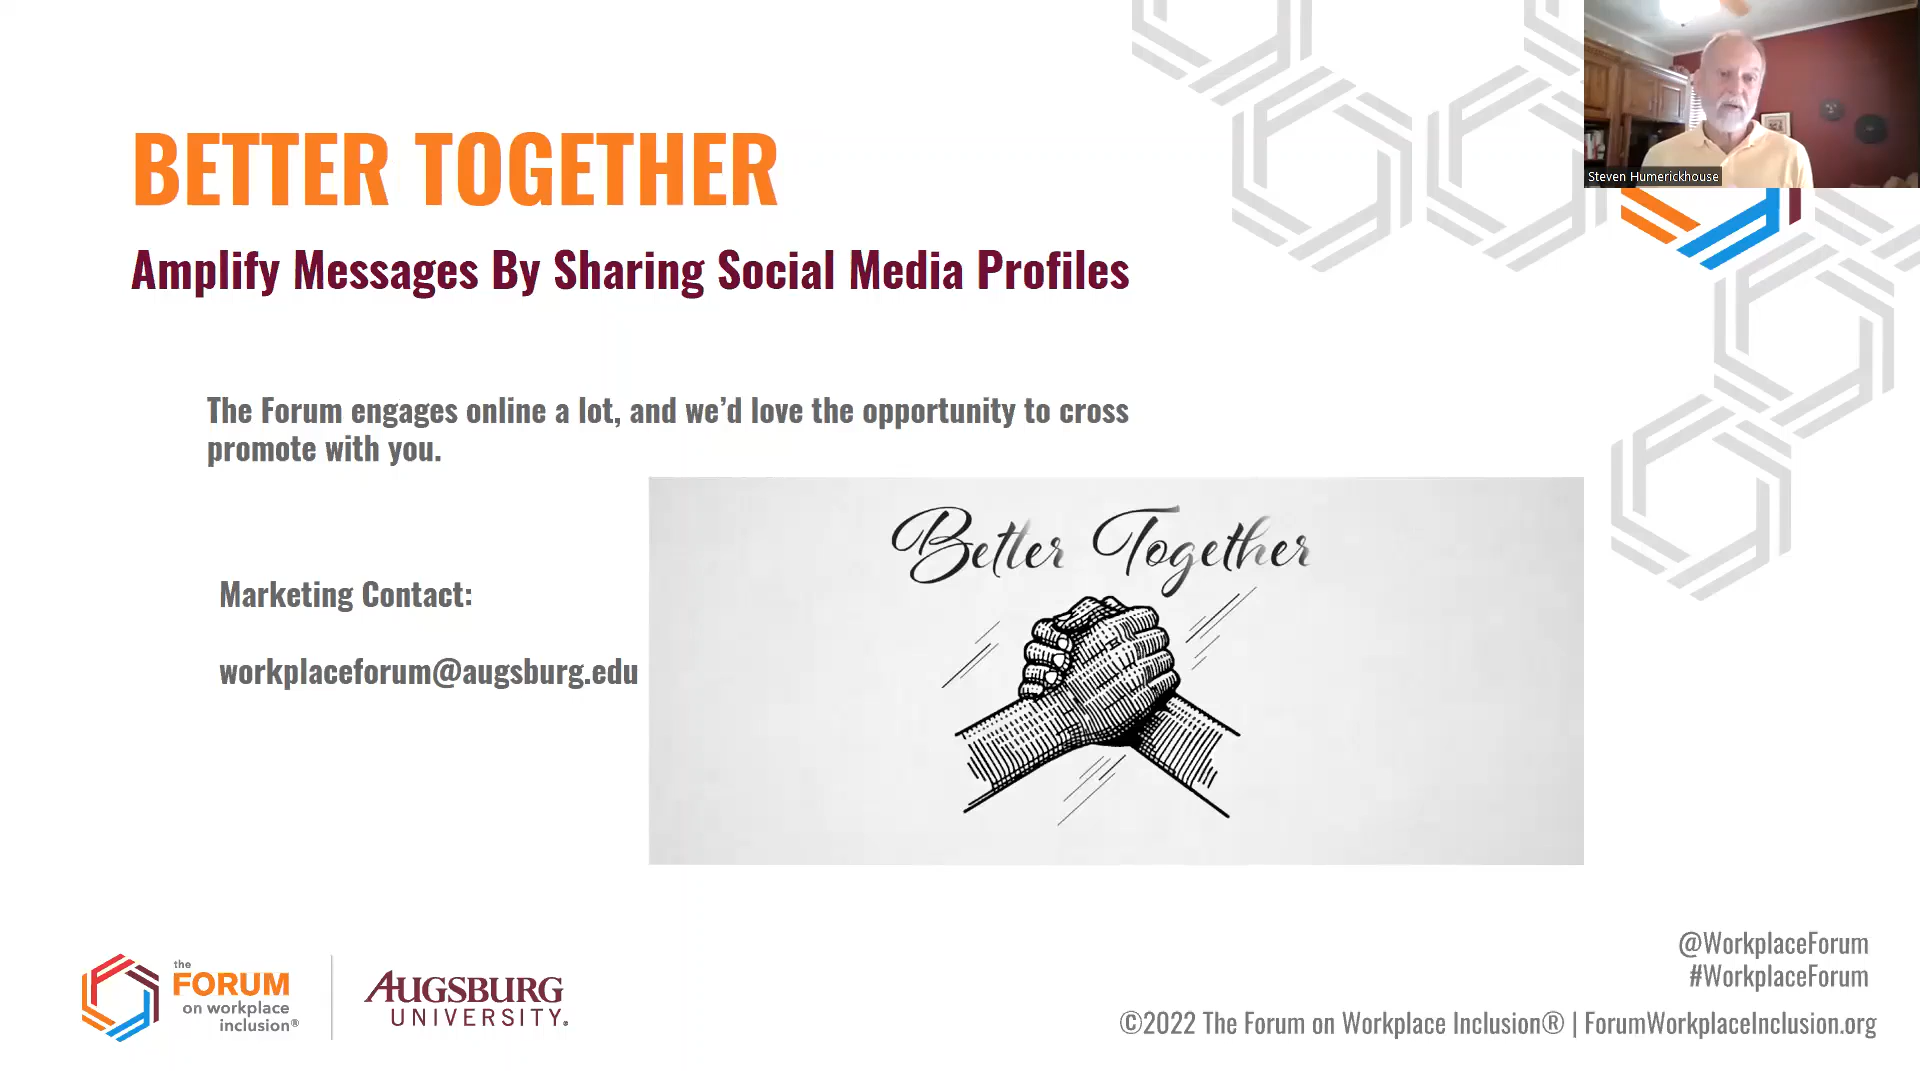 BETTER TOGETHER
Steven Humerickhouse
Amplify Messages By Sharing Social Media Profiles
The Forum engages online a lot, and we’d love the opportunity to cross
promote with you.
Better Together
Marketing Contact:
workplaceforum@augsburg.edu
the
FORUM
on workplace
inclusion®
AUGSBURG
UNIVERSITY®
@WorkplaceForum
#WorkplaceForum
©2022 The Forum on Workplace Inclusion® | ForumWorkplaceInclusion.org